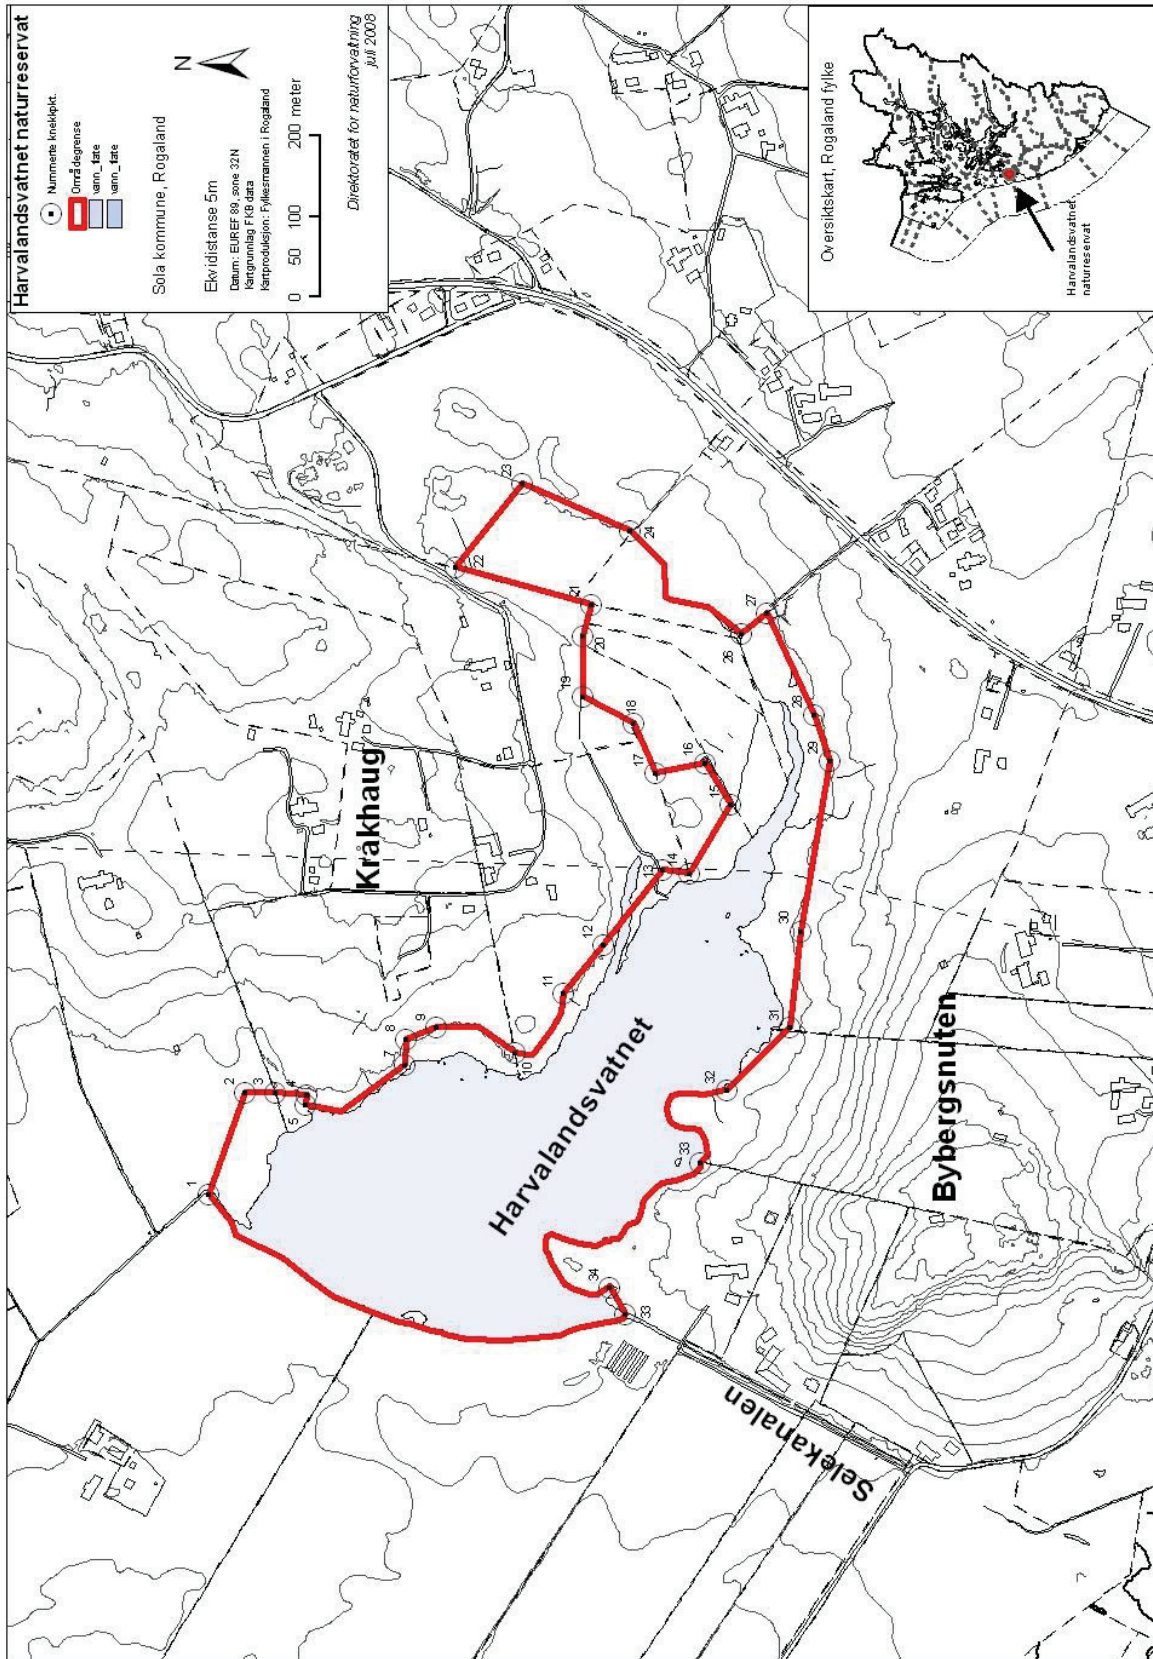 Harvalandsvatnet naturreservat
Nummerte knekkpkt.
Områdegrense
vann_flate
vann_flate
Sola kommune, Rogaland
N
Ekvidistanse 5m
Datum: EUREF 89, sone 32N
Kartgrunnlag FKB data
Kartproduksjon: Fylkesmannen i Rogaland
0 50 100 200 meter
Direktoratet for naturforvaltning
juli 2008
Oversiktskart, Rogaland fylke
Harvalandsvatnet
naturreservat
Kråkhaug
Harvalandsvatnet
Bybergsnuten
Selekanalen
1
2
3
4
5
7
8
9
10
11
12
13
14
15
16
17
18
19
20
21
22
23
24
26
27
28
29
30
31
32
33
34
33